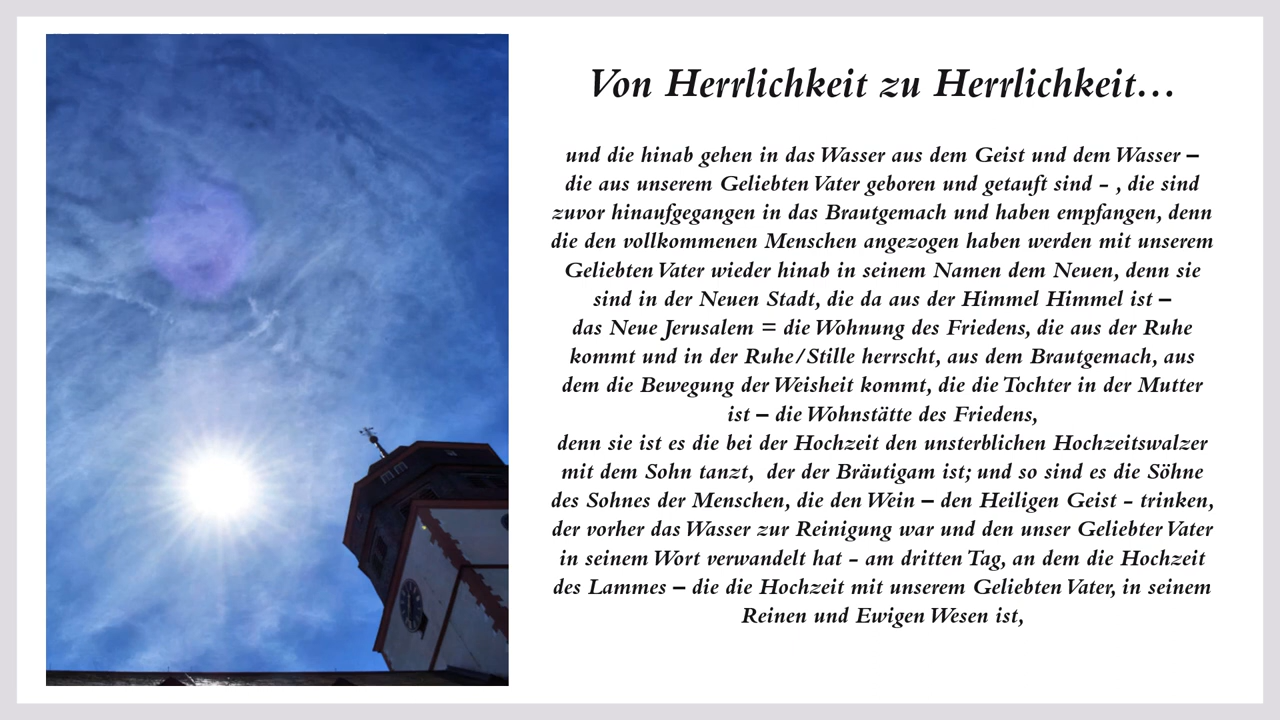 Von Herrlichkeit zu Herrlichkeit…
und die hinab gehen in das Wasser aus dem Geist und dem Wasser –
die aus unserem Geliebten Vater geboren und getauft sind - , die sind
zuvor hinaufgegangen in das Brautgemach und haben empfangen, denn
die den vollkommenen Menschen angezogen haben werden mit unserem
Geliebten Vater wieder hinab in seinem Namen dem Neuen, denn sie
sind in der Neuen Stadt, die da aus der Himmel Himmel ist –
das Neue Jerusalem = die Wohnung des Friedens, die aus der Ruhe
kommt und in der Ruhe/Stille herrscht, aus dem Brautgemach, aus
dem die Bewegung der Weisheit kommt, die die Tochter in der Mutter
ist – die Wohnstätte des Friedens,
denn sie ist es die bei der Hochzeit den unsterblichen Hochzeitswalzer
mit dem Sohn tanzt,  der der Bräutigam ist; und so sind es die Söhne
des Sohnes der Menschen, die den Wein – den Heiligen Geist - trinken,
der vorher das Wasser zur Reinigung war und den unser Geliebter Vater
in seinem Wort verwandelt hat - am dritten Tag, an dem die Hochzeit
des Lammes – die die Hochzeit mit unserem Geliebten Vater, in seinem
Reinen und Ewigen Wesen ist,